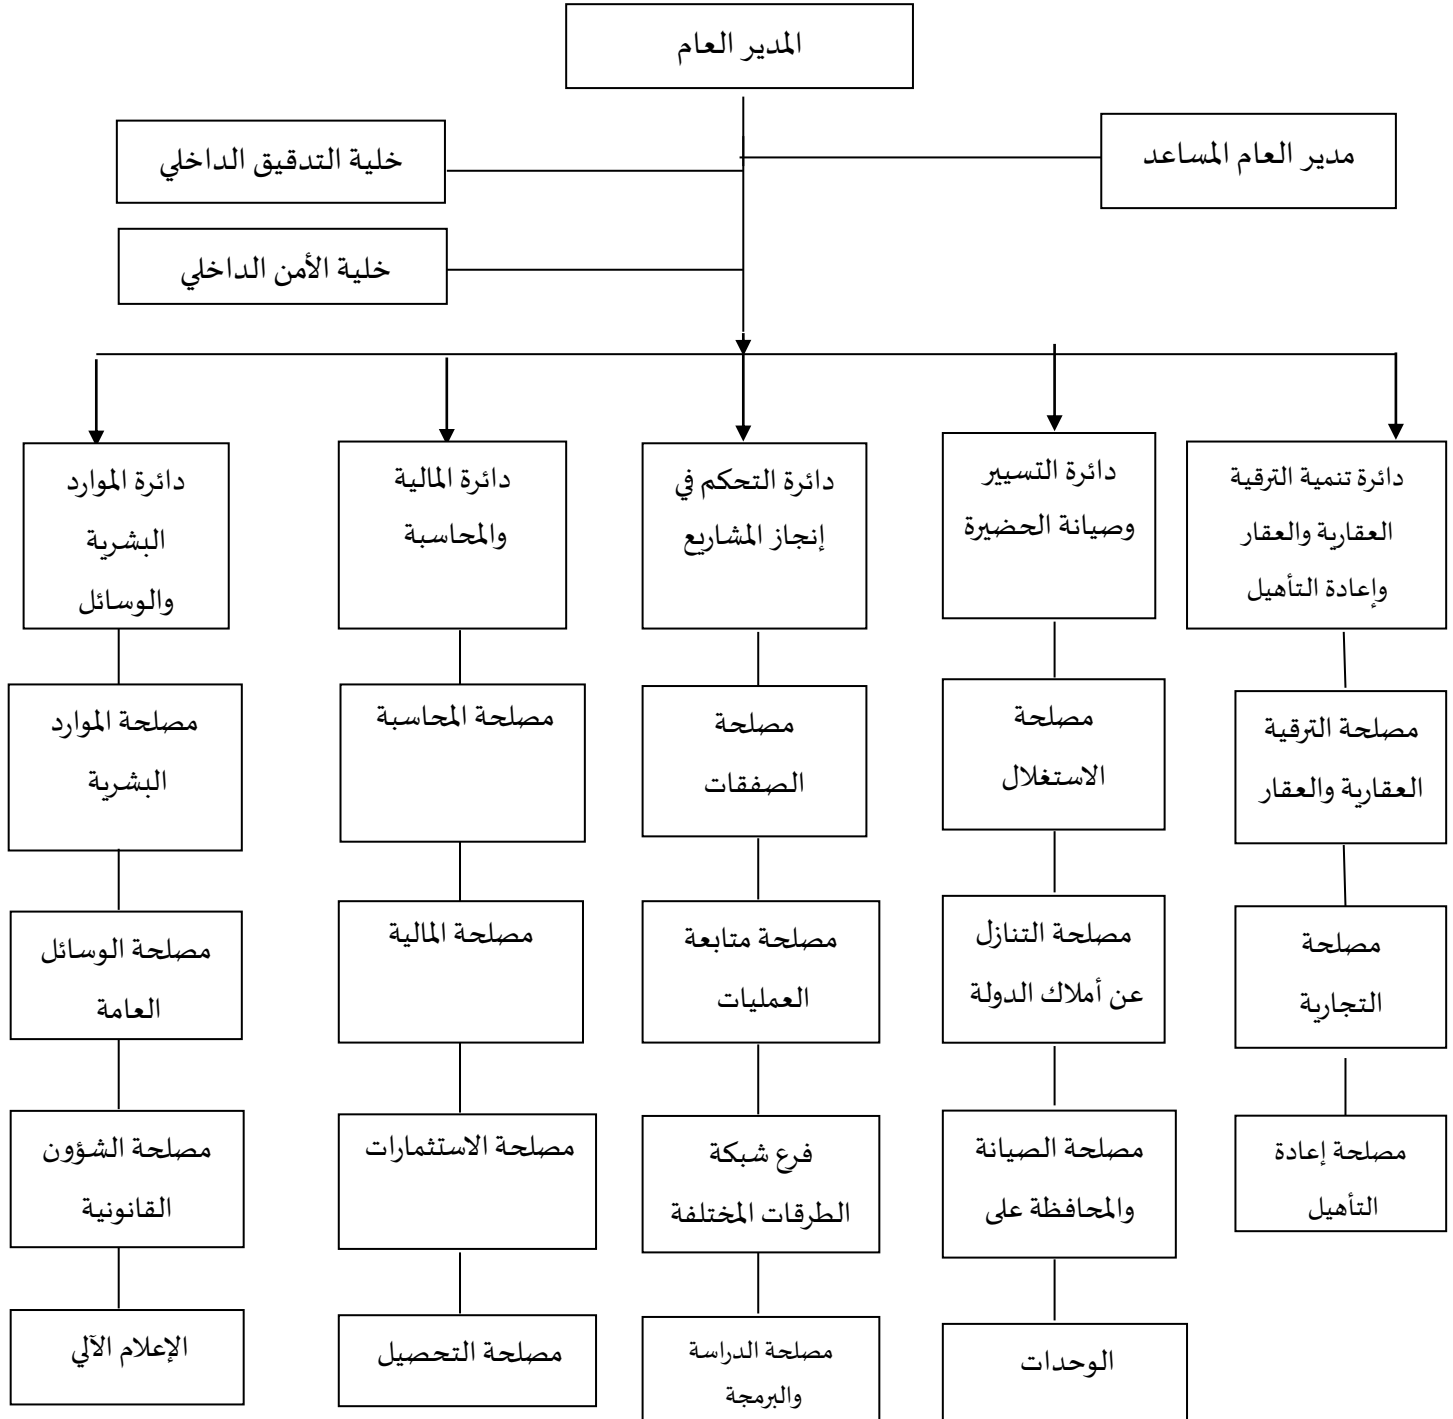 المدير العام
مدير العام المساعد
خلية التدقيق الداخلي
خلية الأمن الداخلي
دائرة تنمية الترقية
العقارية والعقار
وإعادة التأهيل
دائرة التسيير
وصيانة الحضيرة
دائرة التحكم في
إنجاز المشاريع
دائرة المالية
والمحاسبة
دائرة الموارد
البشرية
والوسائل
مصلحة الترقية
العقارية والعقار
مصلحة
الاستغلال
مصلحة
الصفقات
مصلحة المحاسبة
مصلحة الموارد
البشرية
مصلحة
التجارية
مصلحة التنازل
عن أملاك الدولة
مصلحة متابعة
العمليات
مصلحة المالية
مصلحة الوسائل
العامة
مصلحة إعادة
التأهيل
مصلحة الصيانة
والمحافظة على
فرع شبكة
الطرقات المختلفة
مصلحة الاستثمارات
مصلحة الشؤون
القانونية
الوحدات
مصلحة الدراسة
والبرمجة
مصلحة التحصيل
الإعلام الآلي